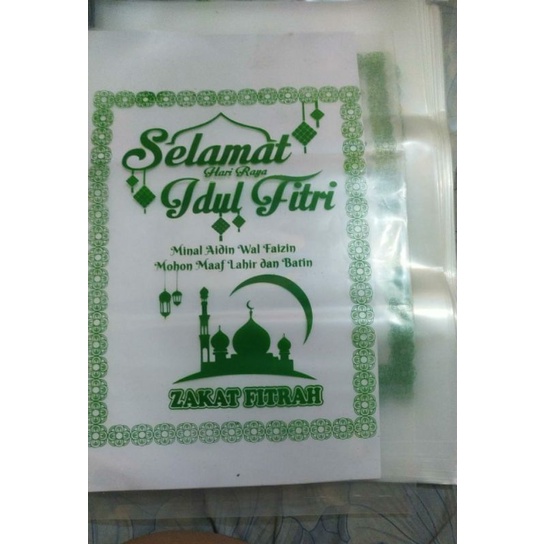 Selamat
Hari Raya
Idul Fitri
Minal Aidin Wal Faizin
Mohon Maaf Lahir dan Batin
ZAKAT FITRAH